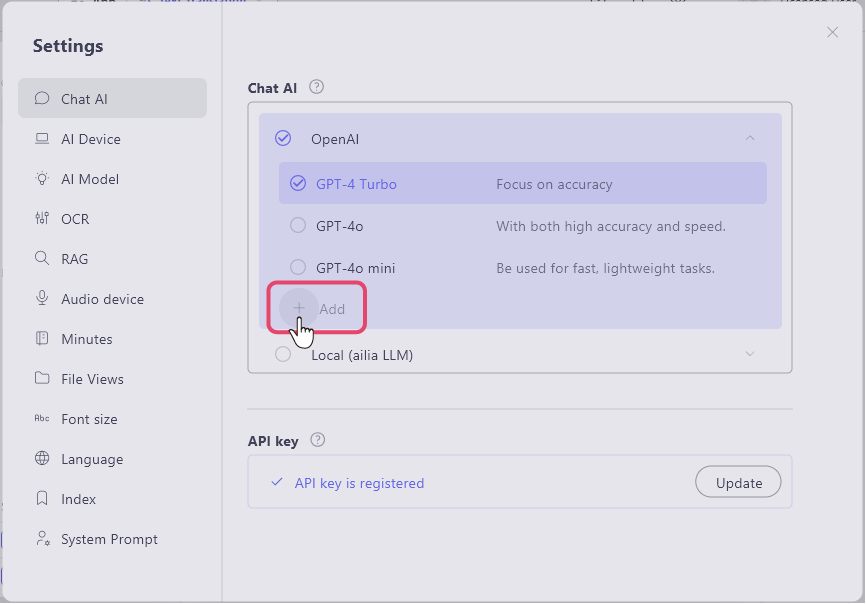 Settings
Chat AI
AI Device
AI Model
OCR
RAG
Audio device
Minutes
File Views
Abc Font size
Language
Index
System Prompt
Chat AI ?
OpenAI
GPT-4 Turbo Focus on accuracy
GPT-4o With both high accuracy and speed.
GPT-4o mini Be used for fast, lightweight tasks.
+ Add
Local (ailia LLM)
API key ?
API key is registered Update